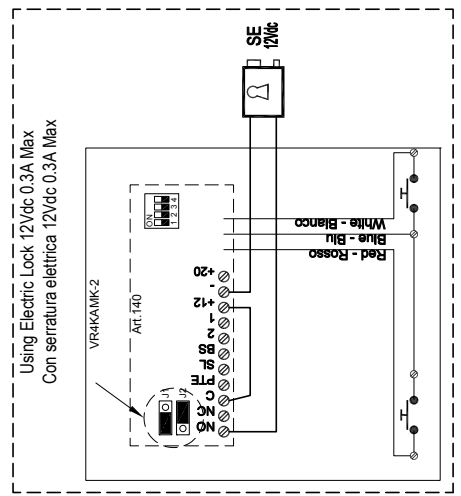 Using Electric Lock 12Vdc 0.3A Max
Con serratura elettrica 12Vdc 0.3A Max
VR4KAMK-2
Art.140
SE
12Vdc
ON
1 2 3 4
J1
J2
+20
-
+12
1
2
BS
SL
PTE
C
NC
NO
White - Bianco
Blue - Blu
Red - Rosso